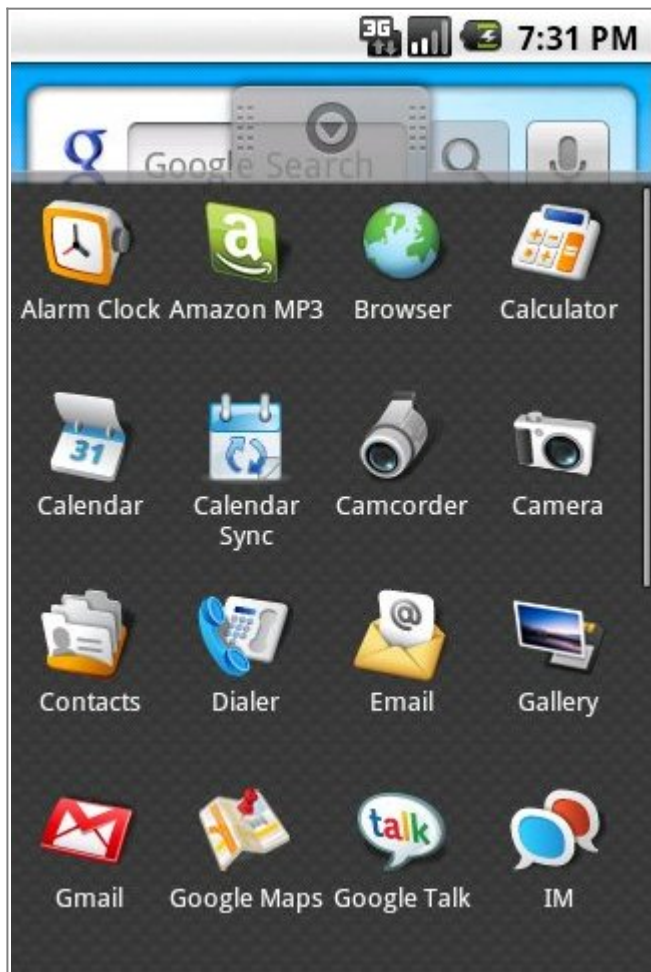 3G 7:31 PM
g Google Search
a
Alarm Clock Amazon MP3 Browser Calculator
31
Calendar Calendar Sync Camcorder Camera
@
Contacts Dialer Email Gallery
talk
Gmail Google Maps Google Talk IM